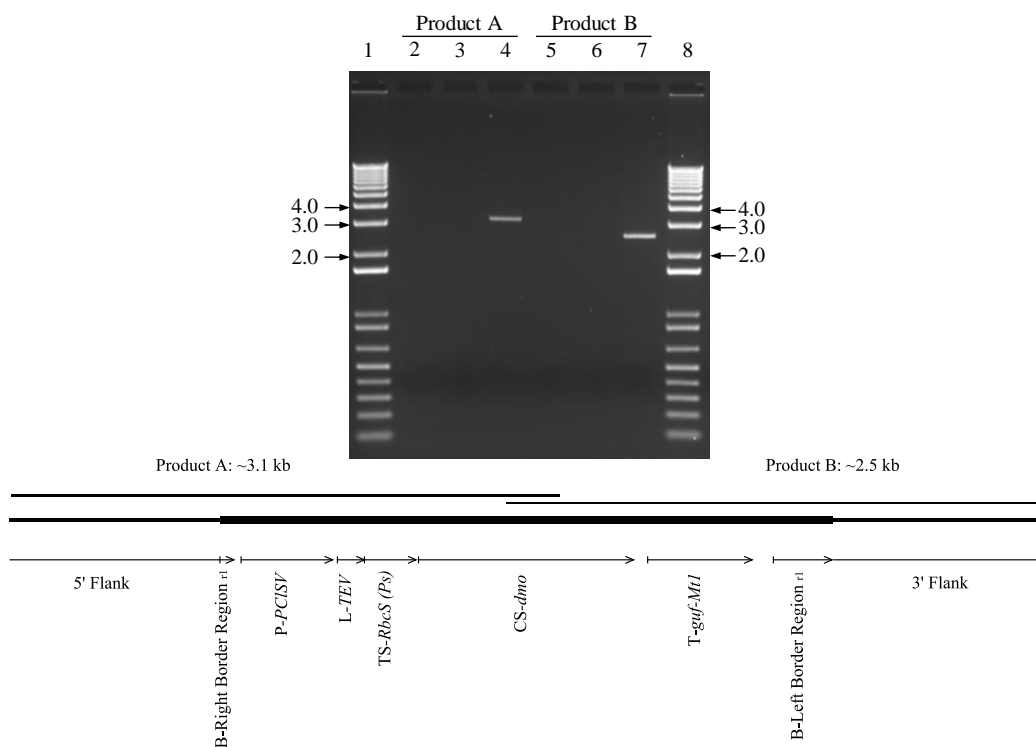 Product A Product B
1 2 3 4 5 6 7 8
4.0 4.0
3.0 3.0
2.0 2.0
Product A: ~3.1 kb Product B: ~2.5 kb
5' Flank 3' Flank
B-Right Border Region r1
P-PClSV
L-TEV
TS-RbcS (Ps)
CS-dmo
T-guf-Mt1
B-Left Border Region r1